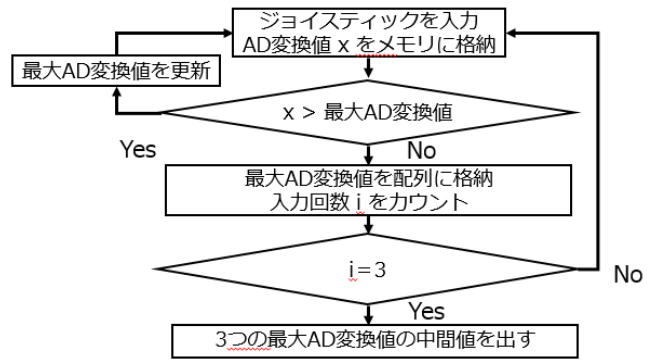 ジョイスティックを入力
AD変換値 x をメモリに格納
最大AD変換値を更新
x > 最大AD変換値
Yes
No
最大AD変換値を配列に格納
入力回数 i をカウント
i=3
No
Yes
3つの最大AD変換値の中間値を出す